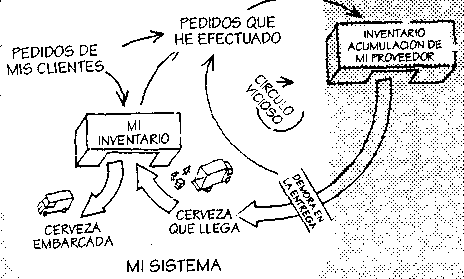 PEDIDOS DE
MIS CLIENTES
PEDIDOS QUE
HE EFECTUADO
INVENTARIO
ACUMULACIÓN DE
MI PROVEEDOR
CÍRCULO
VICIOSO
MI
INVENTARIO
DEMORA EN
LA ENTREGA
CERVEZA
EMBARCADA
CERVEZA
QUE LLEGA
MI SISTEMA